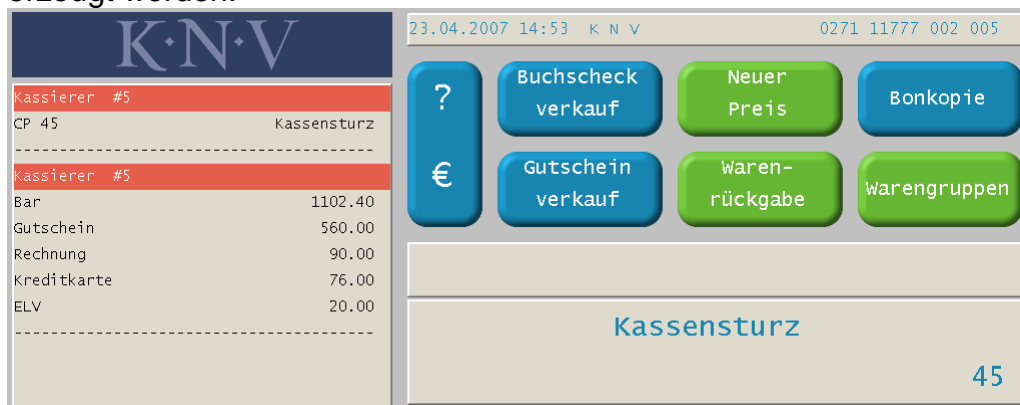 erzeugt werden.
K·N·V
Kassierer #5
CP 45 Kassensturz
----------------------------------------
Kassierer #5
Bar 1102.40
Gutschein 560.00
Rechnung 90.00
Kreditkarte 76.00
ELV 20.00
----------------------------------------
23.04.2007 14:53 K N V 0271 11777 002 005
?
€
Buchscheck
verkauf
Neuer
Preis
Bonkopie
Gutschein
verkauf
Waren-
rückgabe
Warengruppen
Kassensturz
45